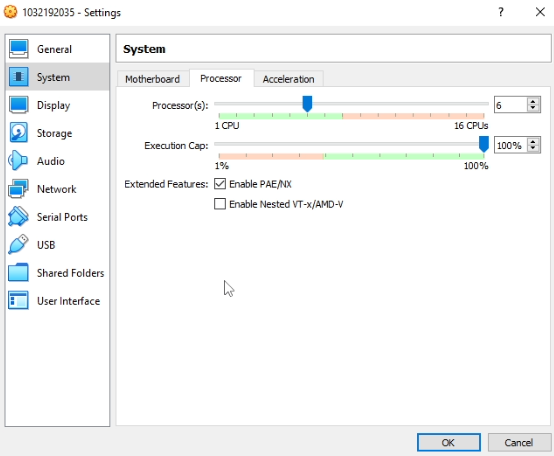 1032192035 - Settings
?
General
System
Display
Storage
Audio
Network
Serial Ports
USB
Shared Folders
User Interface
System
Motherboard Processor Acceleration
Processor(s): 6
1 CPU 16 CPUs
Execution Cap: 100%
1% 100%
Extended Features: Enable PAE/NX
Enable Nested VT-x/AMD-V
OK Cancel